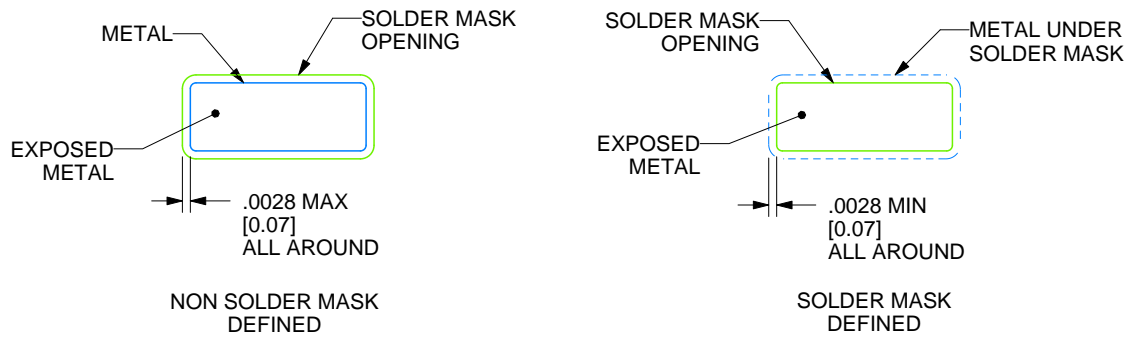 METAL
SOLDER MASK
OPENING
EXPOSED
METAL
.0028 MAX
[0.07]
ALL AROUND
NON SOLDER MASK
DEFINED
SOLDER MASK
OPENING
METAL UNDER
SOLDER MASK
EXPOSED
METAL
.0028 MIN
[0.07]
ALL AROUND
SOLDER MASK
DEFINED